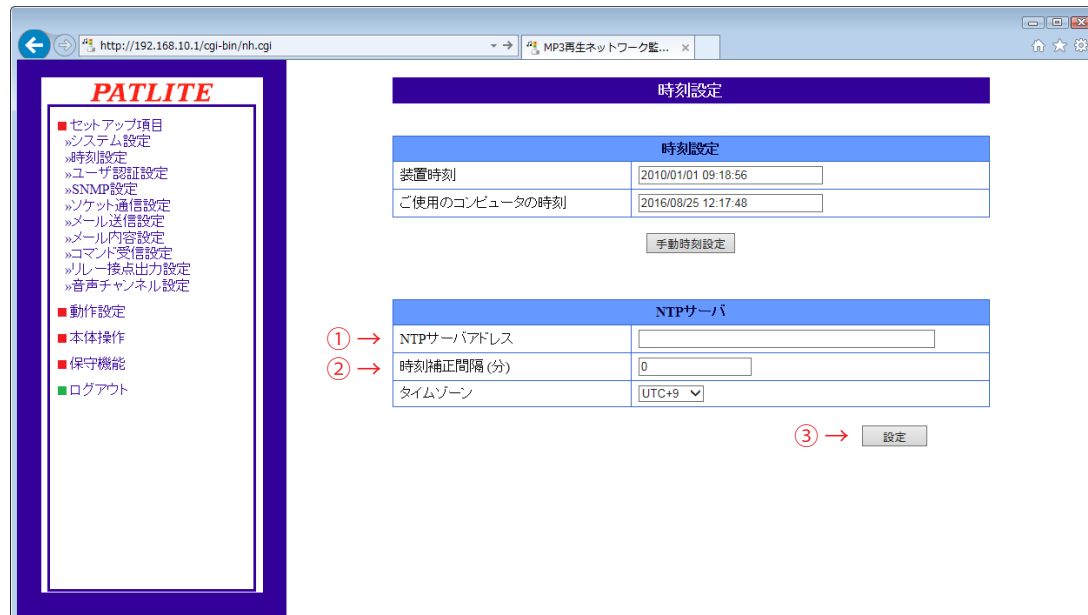 http://192.168.10.1/cgi-bin/nh.cgi
MP3再生ネットワーク監...
PATLITE
セットアップ項目
»システム設定
»時刻設定
»ユーザ認証設定
»SNMP設定
»ソケット通信設定
»メール送信設定
»メール内容設定
»コマンド受信設定
»リレー接点出力設定
»音声チャンネル設定
動作設定
本体操作
保守機能
ログアウト
時刻設定
時刻設定
装置時刻 2010/01/01 09:18:56
ご使用のコンピュータの時刻 2016/08/25 12:17:48
手動時刻設定
NTPサーバ
① → NTPサーバアドレス
② → 時刻補正間隔 (分) 0
タイムゾーン UTC+9
③ → 設定